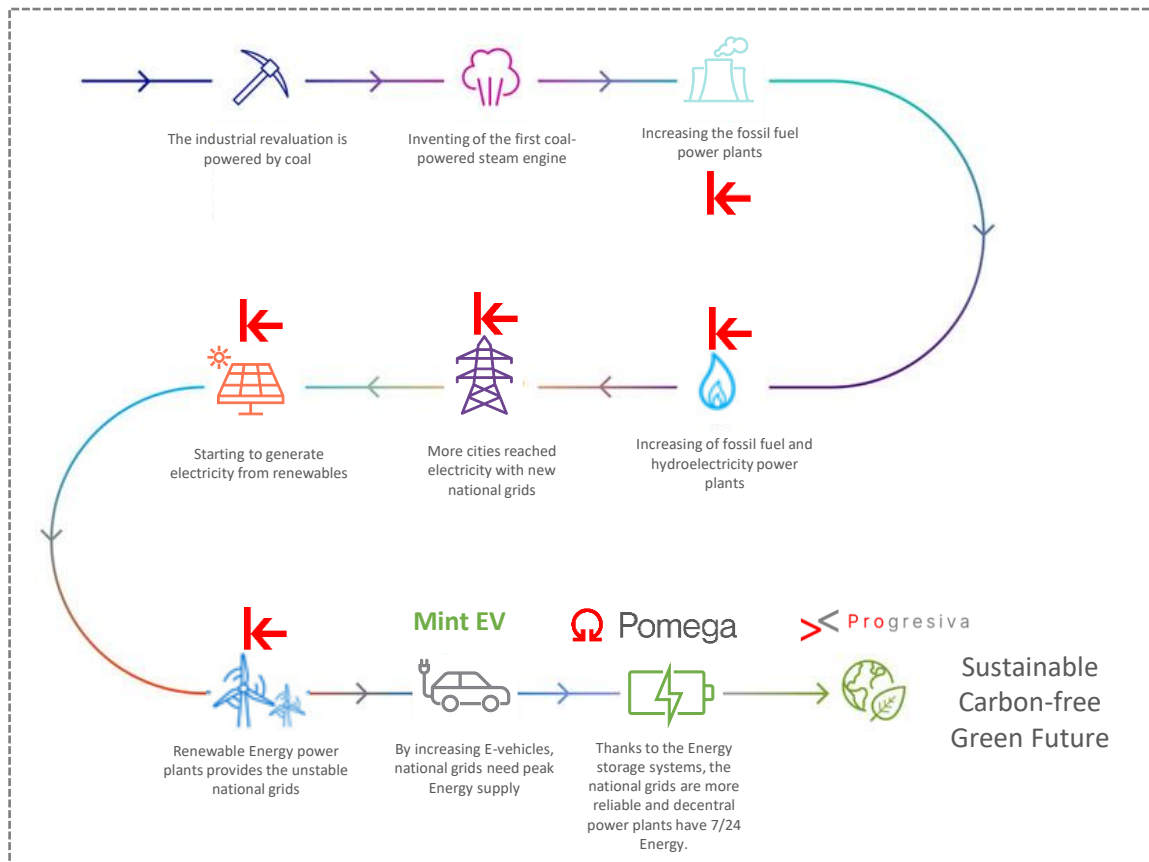 The industrial revaluation is
powered by coal
Inventing of the first coal-
powered steam engine
Increasing the fossil fuel
power plants
Starting to generate
electricity from renewables
More cities reached
electricity with new
national grids
Increasing of fossil fuel and
hydroelectricity power
plants
Mint EV
Pomega
Progresiva
Renewable Energy power
plants provides the unstable
national grids
By increasing E-vehicles,
national grids need peak
Energy supply
Thanks to the Energy
storage systems, the
national grids are more
reliable and decentral
power plants have 7/24
Energy.
Sustainable
Carbon-free
Green Future